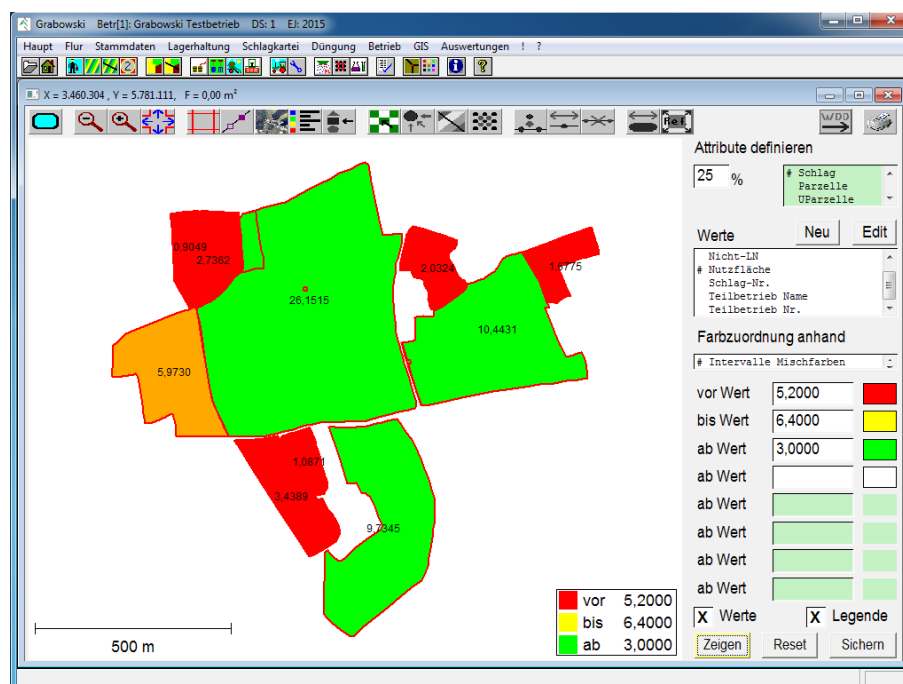 Grabowski Betr[1]: Grabowski Testbetrieb DS: 1 EJ: 2015
Haupt Flur Stammdaten Lagerhaltung Schlagkartei Düngung Betrieb GIS Auswertungen ! ?
X = 3.460.304 , Y = 5.781.111, F = 0,00 m²
WDD
Ref.
Attribute definieren
25 %
# Schlag
Parzelle
UParzelle
Werte Neu Edit
Nicht-LN
# Nutzfläche
Schlag-Nr.
Teilbetrieb Name
Teilbetrieb Nr.
Farbzuordnung anhand
# Intervalle Mischfarben
vor Wert 5,2000
bis Wert 6,4000
ab Wert 3,0000
ab Wert
ab Wert
ab Wert
ab Wert
ab Wert
X Werte X Legende
Zeigen Reset Sichern
0,9049
2,7362
26,1515
2,0324
1,6775
10,4431
5,9730
1,0871
3,4389
9,7345
vor 5,2000
bis 6,4000
ab 3,0000
500 m